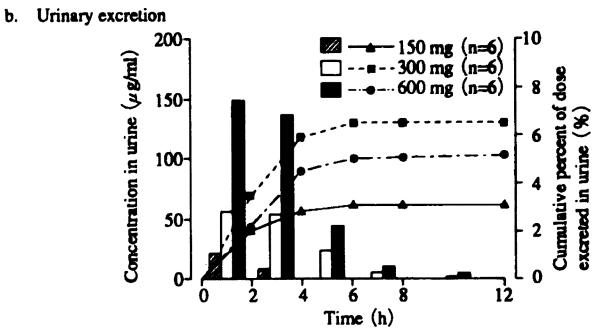 b. Urinary excretion
Concentration in urine (μg/ml)
200
150
100
50
0
150 mg (n=6)
300 mg (n=6)
600 mg (n=6)
10
8
6
4
2
0
Cumulative percent of dose
excreted in urine (%)
0 2 4 6 8 12
Time (h)